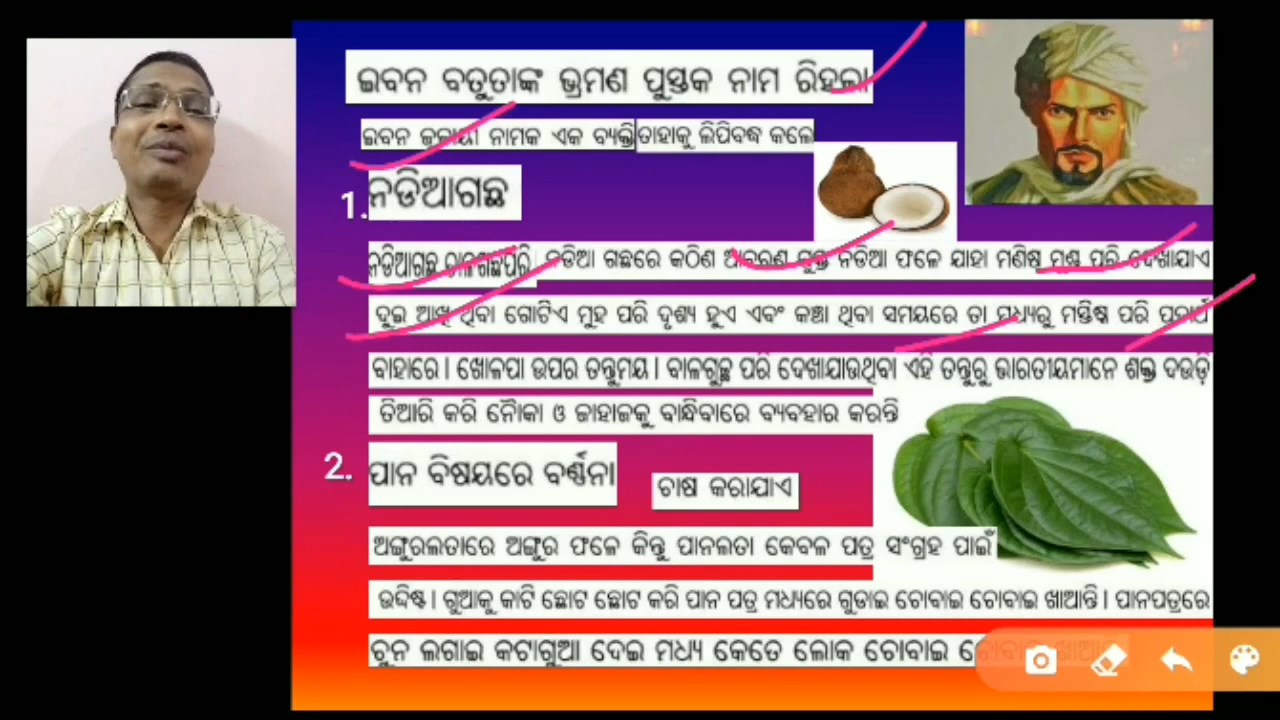 ଇବନ ବତୁତାଙ୍କ ଭ୍ରମଣ ପୁସ୍ତକ ନାମ ରିହଲା
ଇବନ ଜୁଜାୟୀ ନାମକ ଏକ ବ୍ୟକ୍ତି ତାହାକୁ ଲିପିବଦ୍ଧ କଲେ
1. ନଡିଆଗଛ
ନଡିଆଗଛ ତାଳଗଛପରି ନଡିଆ ଗଛରେ କଠିଣ ଆବରଣ ଯୁକ୍ତ ନଡିଆ ଫଳେ ଯାହା ମଣିଷ ମୁଣ୍ଡ ପରି ଦେଖାଯାଏ
ଦୁଇ ଆଖି ଥିବା ଗୋଟିଏ ମୁହ ପରି ଦୃଶ୍ୟ ହୁଏ ଏବଂ କଞ୍ଚା ଥିବା ସମୟରେ ତା ମଧ୍ୟରୁ ମସ୍ତିଷ୍କ ପରି ପଦାର୍ଥ
ବାହାରେ । ଖୋଳପା ଉପର ତନ୍ତୁମୟ । ବାଳଗୁଚ୍ଛ ପରି ଦେଖାଯାଉଥିବା ଏହି ତନ୍ତୁରୁ ଭାରତୀୟମାନେ ଶକ୍ତ ଦଉଡ଼ି
ତିଆରି କରି ନୌକା ଓ ଜାହାଜକୁ ବାନ୍ଧିବାରେ ବ୍ୟବହାର କରନ୍ତି
2. ପାନ ବିଷୟରେ ବର୍ଣ୍ଣନା
ଚାଷ କରାଯାଏ
ଅଙ୍ଗୁରଲତାରେ ଅଙ୍ଗୁର ଫଳେ କିନ୍ତୁ ପାନଲତା କେବଳ ପତ୍ର ସଂଗ୍ରହ ପାଇଁ
ଉଦ୍ଦିଷ୍ଟ । ଗୁଆକୁ କାଟି ଛୋଟ ଛୋଟ କରି ପାନ ପତ୍ର ମଧ୍ୟରେ ଗୁଡାଇ ଚୋବାଇ ଚୋବାଇ ଖାଆନ୍ତି । ପାନପତ୍ରରେ
ଚୁନ ଲଗାଇ କଟାଗୁଆ ଦେଇ ମଧ୍ୟ କେତେ ଲୋକ ଚୋବାଇ